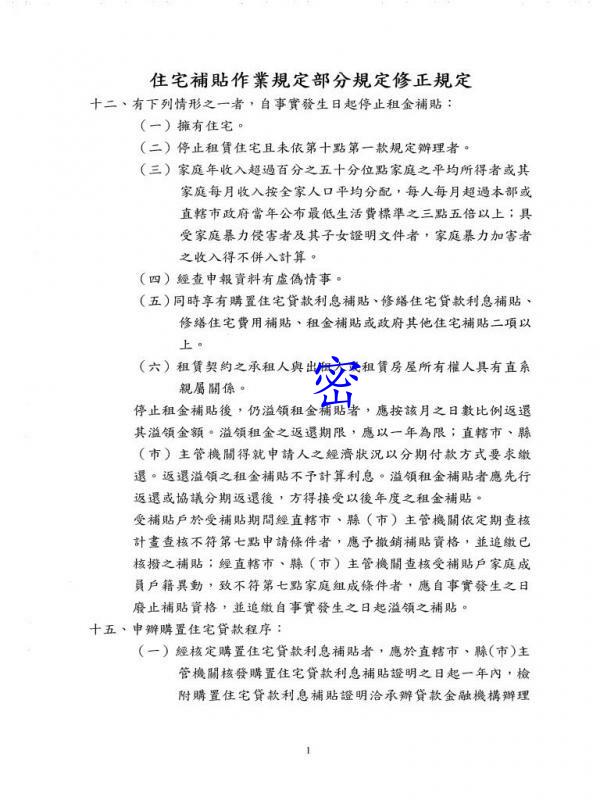 住宅補貼作業規定部分規定修正規定
十二、有下列情形之一者，自事實發生日起停止租金補貼：
（一）擁有住宅。
（二）停止租賃住宅且未依第十點第一款規定辦理者。
（三）家庭年收入超過百分之五十分位點家庭之平均所得者或其
家庭每月收入按全家人口平均分配，每人每月超過本部或
直轄市政府當年公布最低生活費標準之三點五倍以上；具
受家庭暴力侵害者及其子女證明文件者，家庭暴力加害者
之收入得不併入計算。
（四）經查申報資料有虛偽情事。
（五）同時享有購置住宅貸款利息補貼、修繕住宅貸款利息補貼、
修繕住宅費用補貼、租金補貼或政府其他住宅補貼二項以
上。
（六）租賃契約之承租人與出租人或租賃房屋所有權人具有直系
親屬關係。
密
停止租金補貼後，仍溢領租金補貼者，應按該月之日數比例返還
其溢領金額。溢領租金之返還期限，應以一年為限；直轄市、縣
（市）主管機關得就申請人之經濟狀況以分期付款方式要求繳
還。返還溢領之租金補貼不予計算利息。溢領租金補貼者應先行
返還或協議分期返還後，方得接受以後年度之租金補貼。
受補貼戶於受補貼期間經直轄市、縣（市）主管機關依定期查核
計畫查核不符第七點申請條件者，應予撤銷補貼資格，並追繳已
核撥之補貼；經直轄市、縣（市）主管機關查核受補貼戶家庭成
員戶籍異動，致不符第七點家庭組成條件者，應自事實發生之日
廢止補貼資格，並追繳自事實發生之日起溢領之補貼。
十五、申辦購置住宅貸款程序：
（一）經核定購置住宅貸款利息補貼者，應於直轄市、縣(市)主
管機關核發購置住宅貸款利息補貼證明之日起一年內，檢
附購置住宅貸款利息補貼證明洽承辦貸款金融機構辦理
1